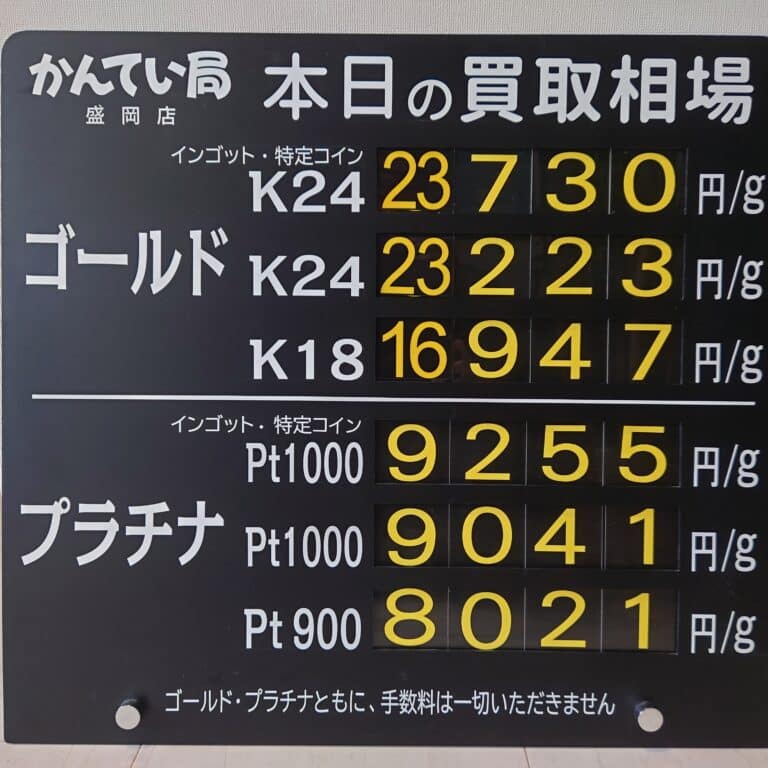 かんてい局 本日の買取相場
盛岡店
インゴット・特定コイン
K24 23730 円/g
ゴールド K24 23223 円/g
K18 16947 円/g
インゴット・特定コイン
Pt1000 9255 円/g
プラチナ Pt1000 9041 円/g
Pt900 8021 円/g
ゴールド・プラチナともに、手数料は一切いただきません